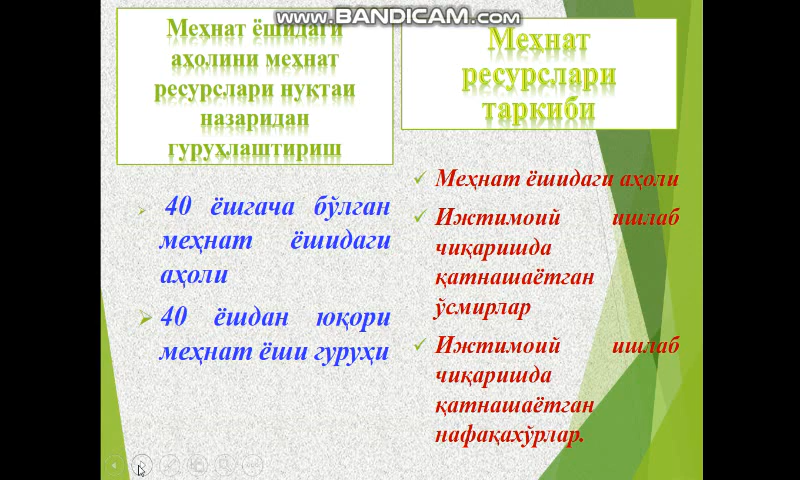 www.BANDICAM.com
Меҳнат ёшидаги
аҳолини меҳнат
ресурслари нуқтаи
назаридан
гуруҳлаштириш
40 ёшгача бўлган
меҳнат ёшидаги
аҳоли
40 ёшдан юқори
меҳнат ёши гуруҳи
Меҳнат
ресурслари
таркиби
Меҳнат ёшидаги аҳоли
Ижтимоий ишлаб
чиқаришда
қатнашаётган
ўсмирлар
Ижтимоий ишлаб
чиқаришда
қатнашаётган
нафақахўрлар.